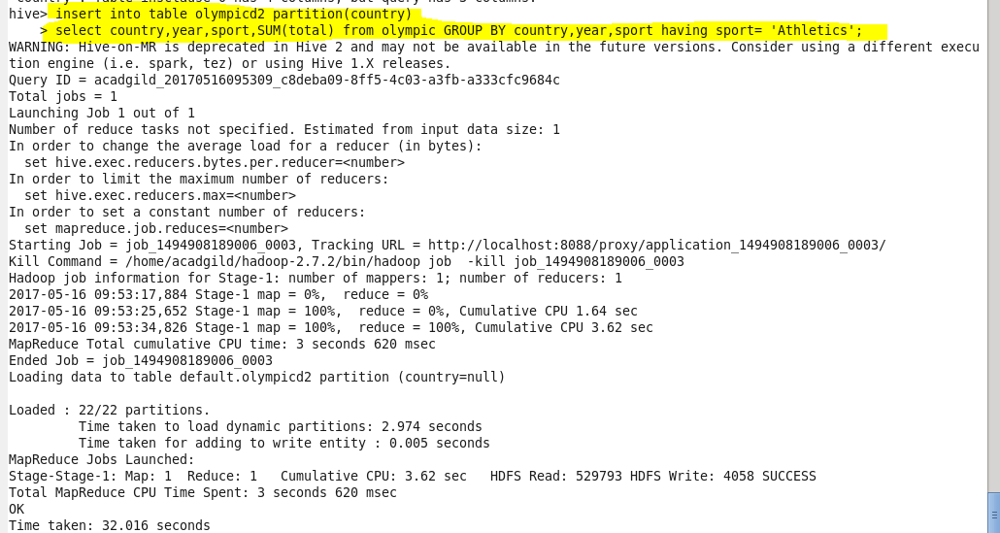 hive> insert into table olympicd2 partition(country)
    > select country,year,sport,SUM(total) from olympic GROUP BY country,year,sport having sport= 'Athletics';
WARNING: Hive-on-MR is deprecated in Hive 2 and may not be available in the future versions. Consider using a different execu
tion engine (i.e. spark, tez) or using Hive 1.X releases.
Query ID = acadgild_20170516095309_c8deba09-8ff5-4c03-a3fb-a333cfc9684c
Total jobs = 1
Launching Job 1 out of 1
Number of reduce tasks not specified. Estimated from input data size: 1
In order to change the average load for a reducer (in bytes):
  set hive.exec.reducers.bytes.per.reducer=<number>
In order to limit the maximum number of reducers:
  set hive.exec.reducers.max=<number>
In order to set a constant number of reducers:
  set mapreduce.job.reduces=<number>
Starting Job = job_1494908189006_0003, Tracking URL = http://localhost:8088/proxy/application_1494908189006_0003/
Kill Command = /home/acadgild/hadoop-2.7.2/bin/hadoop job  -kill job_1494908189006_0003
Hadoop job information for Stage-1: number of mappers: 1; number of reducers: 1
2017-05-16 09:53:17,884 Stage-1 map = 0%,  reduce = 0%
2017-05-16 09:53:25,652 Stage-1 map = 100%,  reduce = 0%, Cumulative CPU 1.64 sec
2017-05-16 09:53:34,826 Stage-1 map = 100%,  reduce = 100%, Cumulative CPU 3.62 sec
MapReduce Total cumulative CPU time: 3 seconds 620 msec
Ended Job = job_1494908189006_0003
Loading data to table default.olympicd2 partition (country=null)
Loaded : 22/22 partitions.
         Time taken to load dynamic partitions: 2.974 seconds
         Time taken for adding to write entity : 0.005 seconds
MapReduce Jobs Launched:
Stage-Stage-1: Map: 1  Reduce: 1   Cumulative CPU: 3.62 sec   HDFS Read: 529793 HDFS Write: 4058 SUCCESS
Total MapReduce CPU Time Spent: 3 seconds 620 msec
OK
Time taken: 32.016 seconds